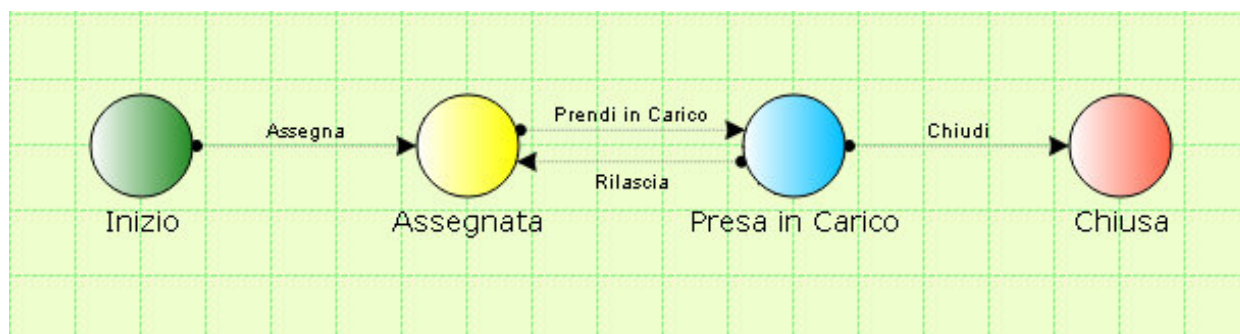 Prendi in Carico
Assegna
Chiudi
Rilascia
Inizio
Assegnata
Presa in Carico
Chiusa